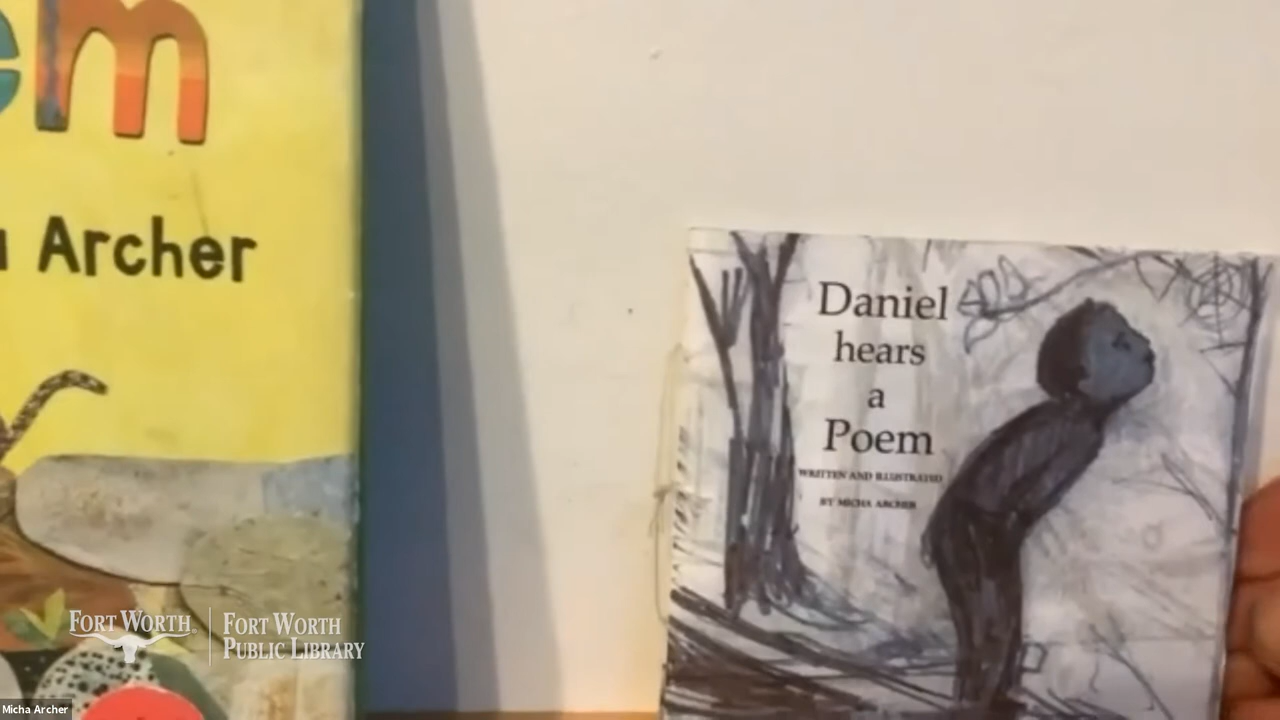 em
Archer
Daniel
hears
a
Poem
WRITTEN AND ILLUSTRATED
BY MICHA ARCHER
FORT WORTH
FORT WORTH
PUBLIC LIBRARY
Micha Archer